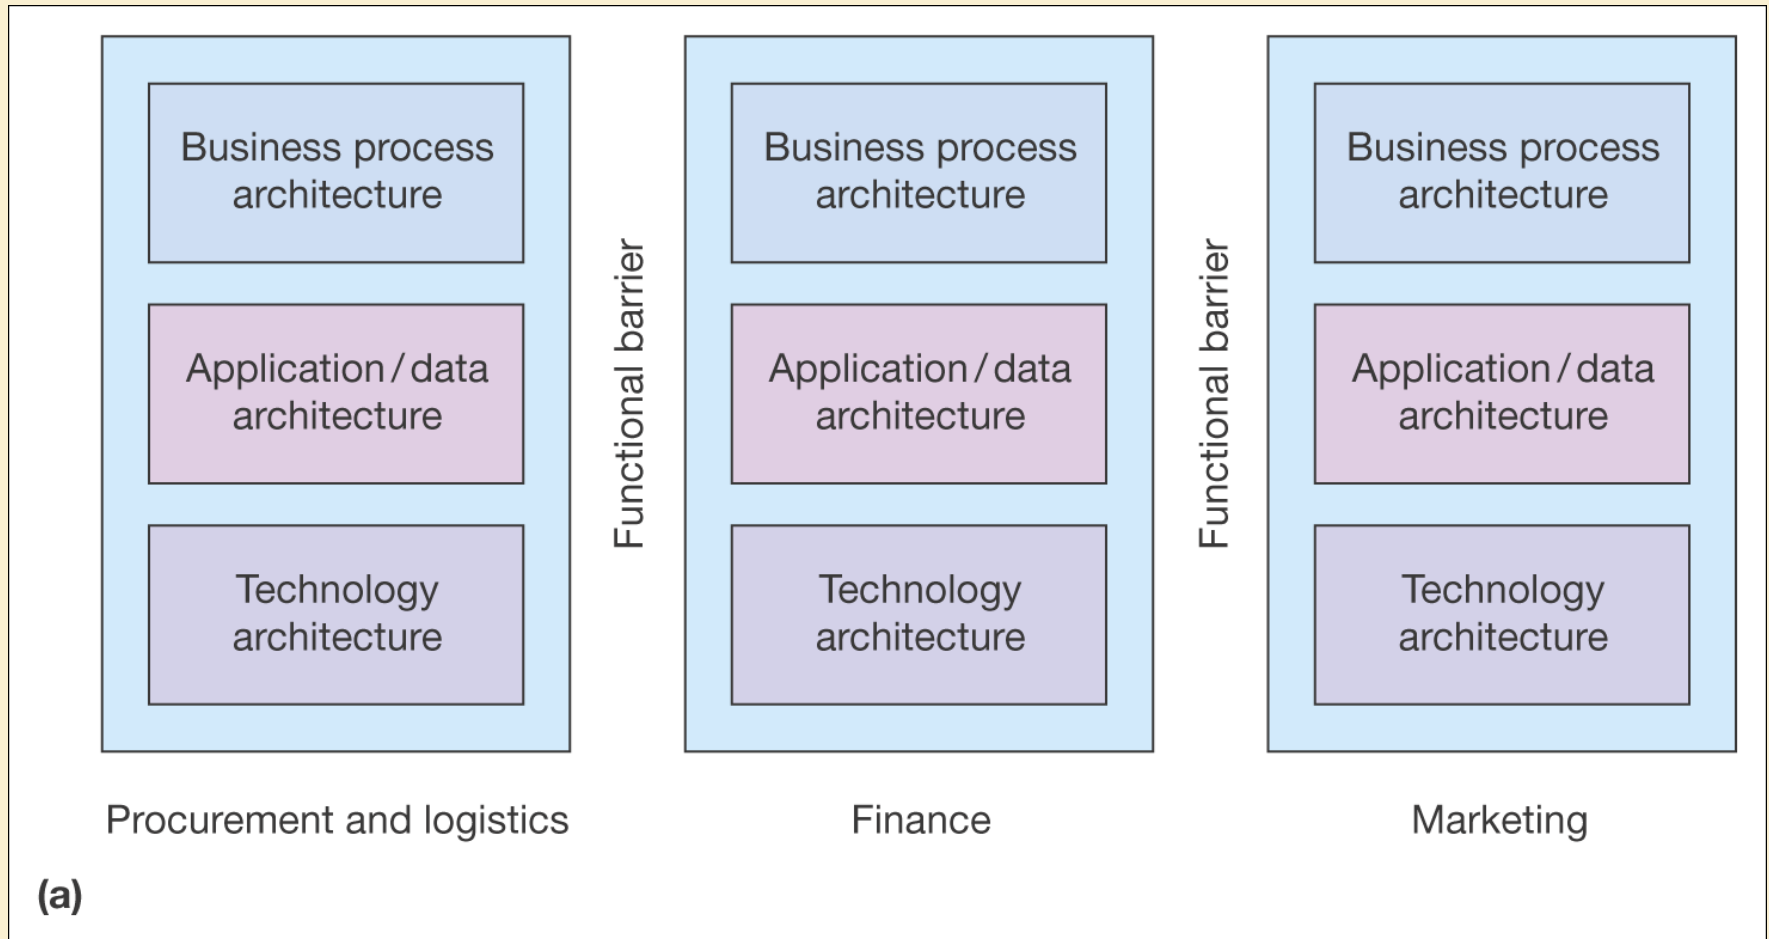 Business process
architecture
Application / data
architecture
Technology
architecture
Procurement and logistics
Functional barrier
Business process
architecture
Application / data
architecture
Technology
architecture
Finance
Functional barrier
Business process
architecture
Application / data
architecture
Technology
architecture
Marketing
(a)